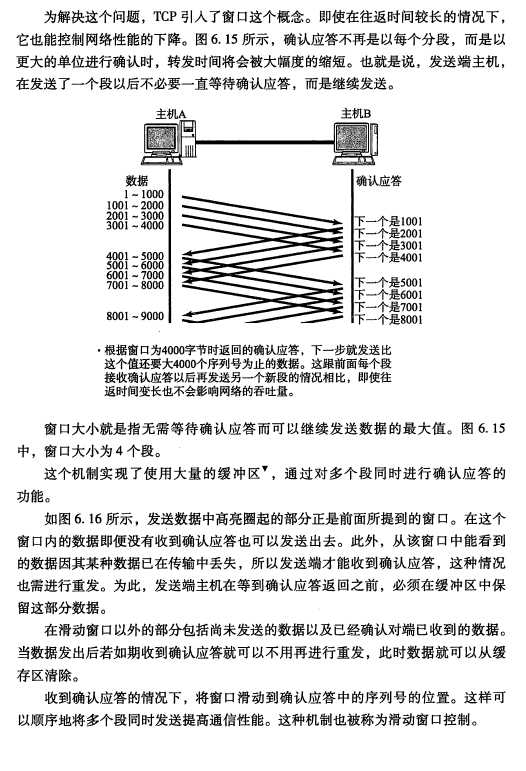 为解决这个问题，TCP 引入了窗口这个概念。即使在往返时间较长的情况下，
它也能控制网络性能的下降。图 6.15 所示，确认应答不再是以每个分段，而是以
更大的单位进行确认时，转发时间将会被大幅度的缩短。也就是说，发送端主机，
在发送了一个段以后不必要一直等待确认应答，而是继续发送。
主机A
主机B
数据
确认应答
1 ~ 1000
1001 ~ 2000
2001 ~ 3000
3001 ~ 4000
下一个是1001
下一个是2001
下一个是3001
下一个是4001
4001 ~ 5000
5001 ~ 6000
6001 ~ 7000
7001 ~ 8000
下一个是5001
下一个是6001
下一个是7001
下一个是8001
8001 ~ 9000
·根据窗口为4000字节时返回的确认应答，下一步就发送比
这个值还要大4000个序列号为止的数据。这跟前面每个段
接收确认应答以后再发送另一个新段的情况相比，即使往
返时间变长也不会影响网络的吞吐量。
窗口大小就是指无需等待确认应答而可以继续发送数据的最大值。图 6.15
中，窗口大小为 4 个段。
这个机制实现了使用大量的缓冲区▼，通过对多个段同时进行确认应答的
功能。
如图 6.16 所示，发送数据中高亮圈起的部分正是前面所提到的窗口。在这个
窗口内的数据即便没有收到确认应答也可以发送出去。此外，从该窗口中能看到
的数据因其某种数据已在传输中丢失，所以发送端才能收到确认应答，这种情况
也需进行重发。为此，发送端主机在等到确认应答返回之前，必须在缓冲区中保
留这部分数据。
在滑动窗口以外的部分包括尚未发送的数据以及已经确认对端已收到的数据。
当数据发出后若如期收到确认应答就可以不用再进行重发，此时数据就可以从缓
存区清除。
收到确认应答的情况下，将窗口滑动到确认应答中的序列号的位置。这样可
以顺序地将多个段同时发送提高通信性能。这种机制也被称为滑动窗口控制。